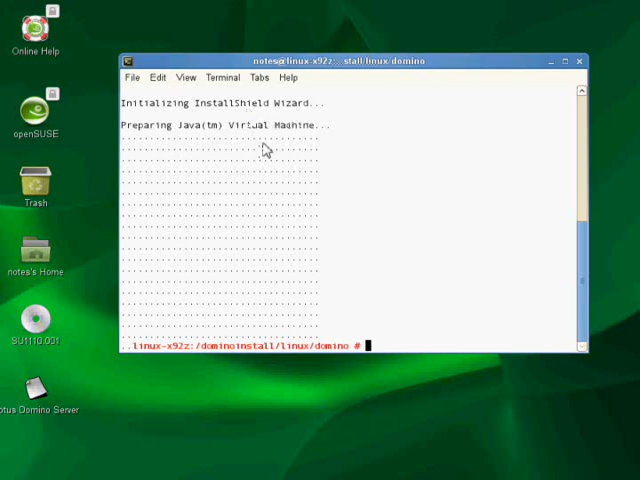 Online Help
openSUSE
Trash
notes's Home
SU1110.001
otus Domino Server
notes@linux-x92z:...stall/linux/domino
File Edit View Terminal Tabs Help
Initializing InstallShield Wizard...
Preparing Java(tm) Virtual Machine...
..linux-x92z:/dominoinstall/linux/domino #